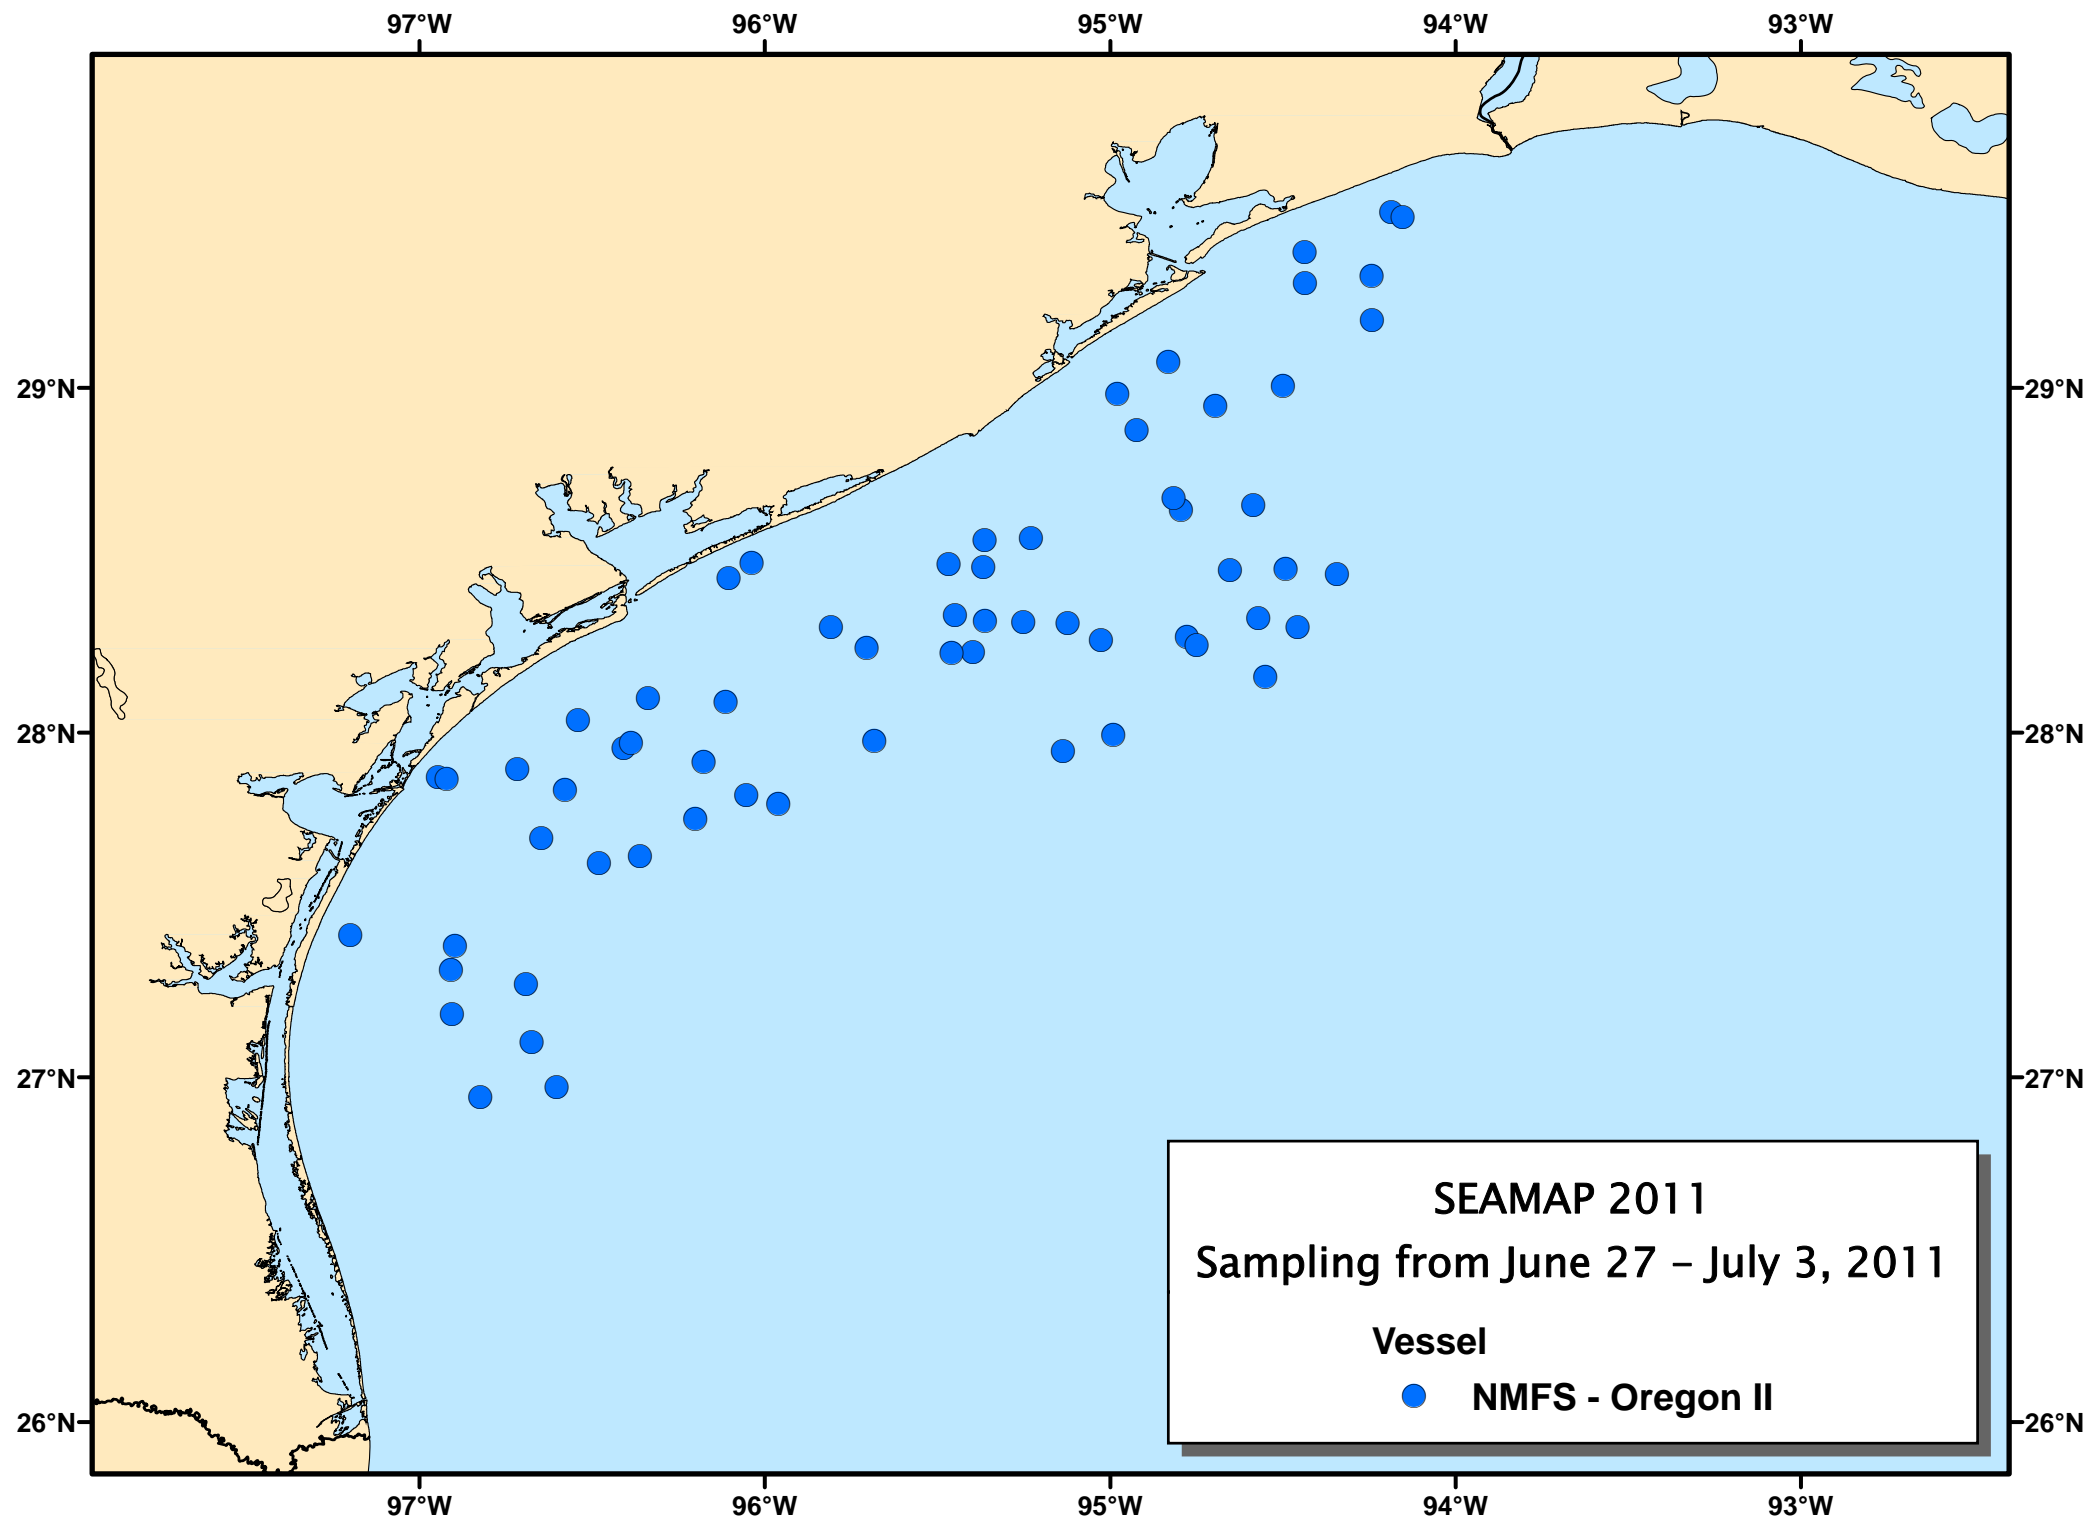 97°W 96°W 95°W 94°W 93°W
29°N 29°N
28°N 28°N
27°N 27°N
SEAMAP 2011
Sampling from June 27 – July 3, 2011
Vessel
NMFS - Oregon II
26°N 26°N
97°W 96°W 95°W 94°W 93°W